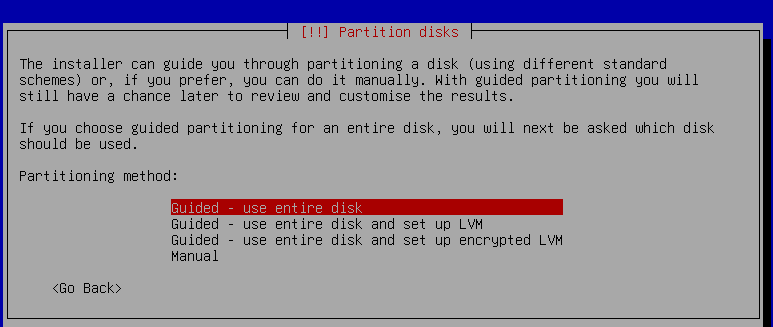 [!!] Partition disks
The installer can guide you through partitioning a disk (using different standard
schemes) or, if you prefer, you can do it manually. With guided partitioning you will
still have a chance later to review and customise the results.
If you choose guided partitioning for an entire disk, you will next be asked which disk
should be used.
Partitioning method:
Guided - use entire disk
Guided - use entire disk and set up LVM
Guided - use entire disk and set up encrypted LVM
Manual
<Go Back>